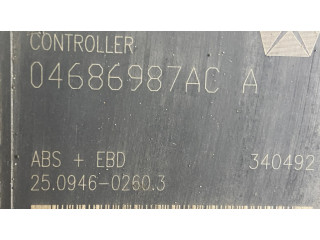 CONTROLLER
04686987AC A
ABS + EBD 340492
25.0946-0260.3